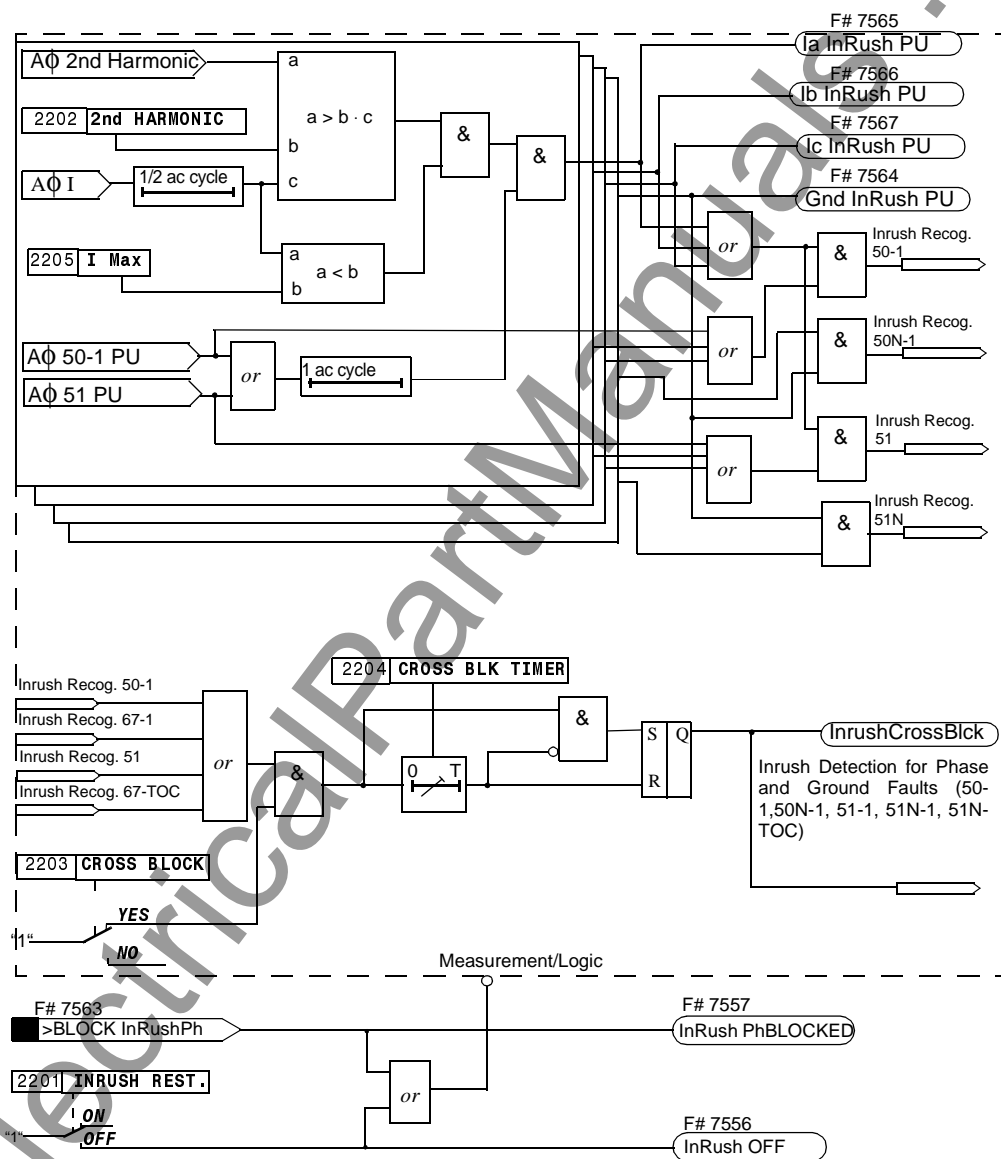 F# 7565
Ia InRush PU
F# 7566
Ib InRush PU
F# 7567
Ic InRush PU
F# 7564
Gnd InRush PU
Aϕ 2nd Harmonic
2202 2nd HARMONIC
Aϕ I
1/2 ac cycle
a
a > b · c
b
c
&
&
2205 I Max
a
a < b
b
Aϕ 50-1 PU
Aϕ 51 PU
or
1 ac cycle
or
&
Inrush Recog.
50-1
or
&
Inrush Recog.
50N-1
or
&
Inrush Recog.
51
&
Inrush Recog.
51N
2204 CROSS BLK TIMER
Inrush Recog. 50-1
Inrush Recog. 67-1
Inrush Recog. 51
Inrush Recog. 67-TOC
or
&
0 T
&
S Q
R
InrushCrossBlck
Inrush Detection for Phase
and Ground Faults (50-
1,50N-1, 51-1, 51N-1, 51N-
TOC)
2203 CROSS BLOCK
YES
"1"
NO
Measurement/Logic
F# 7563
>BLOCK InRushPh
F# 7557
InRush PhBLOCKED
2201 INRUSH REST.
or
ON
"1"
OFF
F# 7556
InRush OFF
lectricalPartManuals.